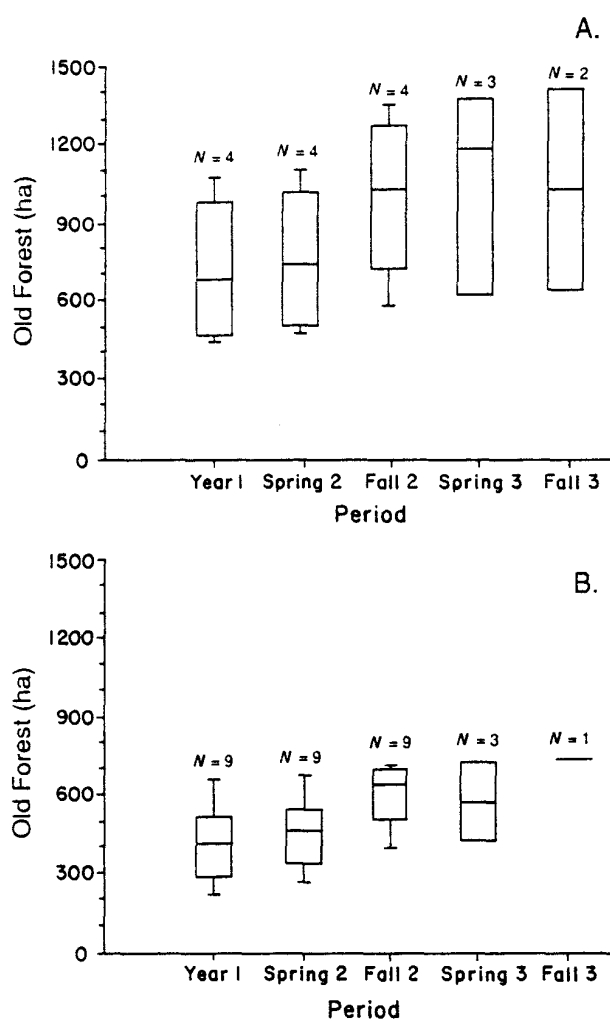 A.
Old Forest (ha)
1500
1200
900
600
300
0
N = 4
N = 4
N = 4
N = 3
N = 2
Year 1
Spring 2
Fall 2
Spring 3
Fall 3
Period
B.
Old Forest (ha)
1500
1200
900
600
300
0
N = 9
N = 9
N = 9
N = 3
N = 1
Year 1
Spring 2
Fall 2
Spring 3
Fall 3
Period